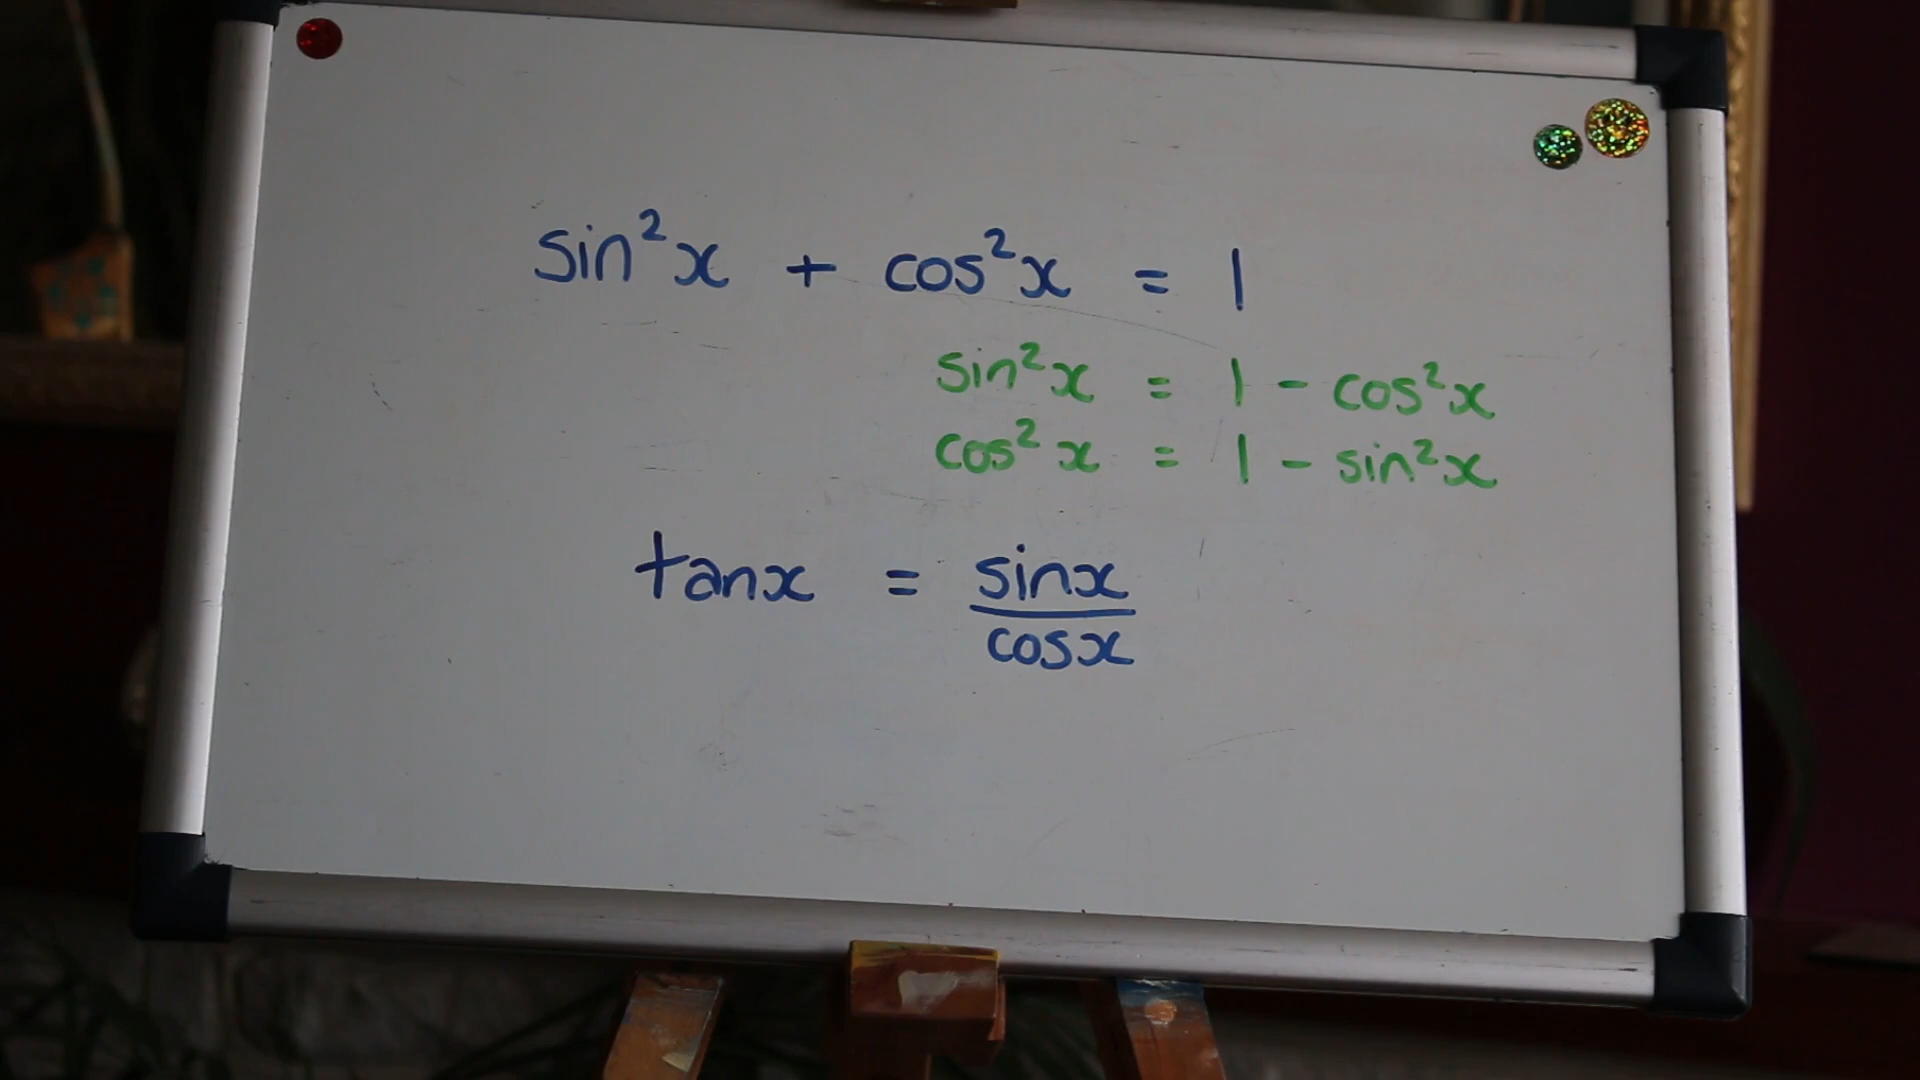 sin²x + cos²x = 1
sin²x = 1 - cos²x
cos²x = 1 - sin²x
tanx = sinx
cosx